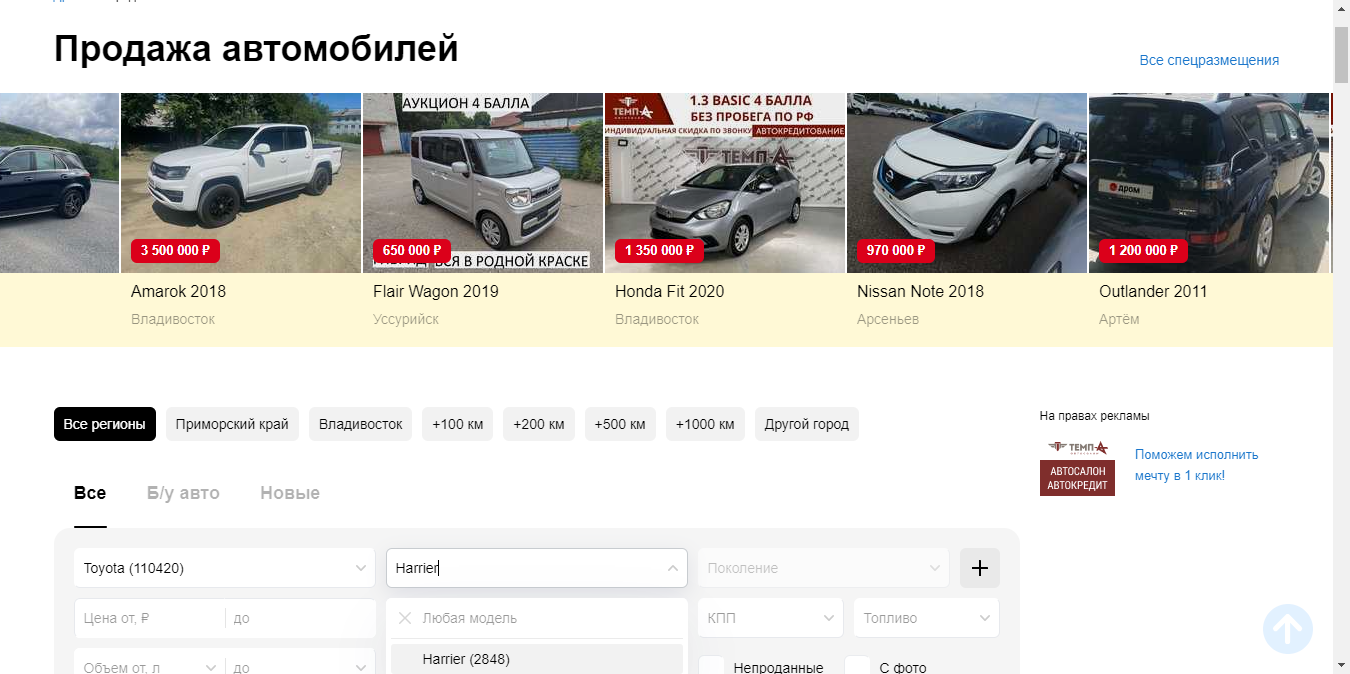 Продажа автомобилей
Все спецразмещения
АУКЦИОН 4 БАЛЛА
ТЕМП-А
1.3 BASIC 4 БАЛЛА
БЕЗ ПРОБЕГА ПО РФ
ИНДИВИДУАЛЬНАЯ СКИДКА ПО ЗВОНКУ АВТОКРЕДИТОВАНИЕ
ТЕМП-А
дром
3 500 000 ₽
650 000 ₽
ВСЯ В РОДНОЙ КРАСКЕ
1 350 000 ₽
970 000 ₽
1 200 000 ₽
Amarok 2018
Flair Wagon 2019
Honda Fit 2020
Nissan Note 2018
Outlander 2011
Владивосток
Уссурийск
Владивосток
Арсеньев
Артём
Все регионы
Приморский край
Владивосток
+100 км
+200 км
+500 км
+1000 км
Другой город
На правах рекламы
ТЕМП-А
АВТОСАЛОН
АВТОКРЕДИТ
Поможем исполнить
мечту в 1 клик!
Все
Б/у авто
Новые
Toyota (110420)
Harrier
Поколение
Цена от, ₽
до
Любая модель
КПП
Топливо
Объем от, л
до
Harrier (2848)
Непроданные
С фото